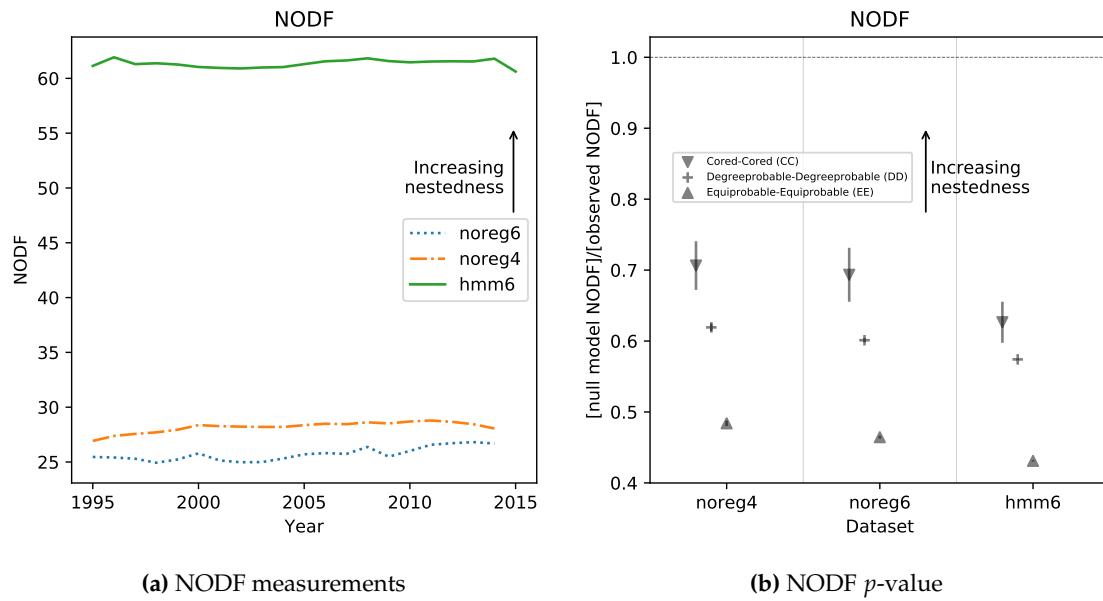 NODF
60
55
50
45
40
35
30
25
NODF
1995
2000
2005
2010
2015
Year
Increasing
nestedness
noreg6
noreg4
hmm6
(a) NODF measurements
NODF
1.0
0.9
0.8
0.7
0.6
0.5
0.4
[null model NODF]/[observed NODF]
Cored-Cored (CC)
Degreeprobable-Degreeprobable (DD)
Equiprobable-Equiprobable (EE)
Increasing
nestedness
noreg4
noreg6
hmm6
Dataset
(b) NODF p-value